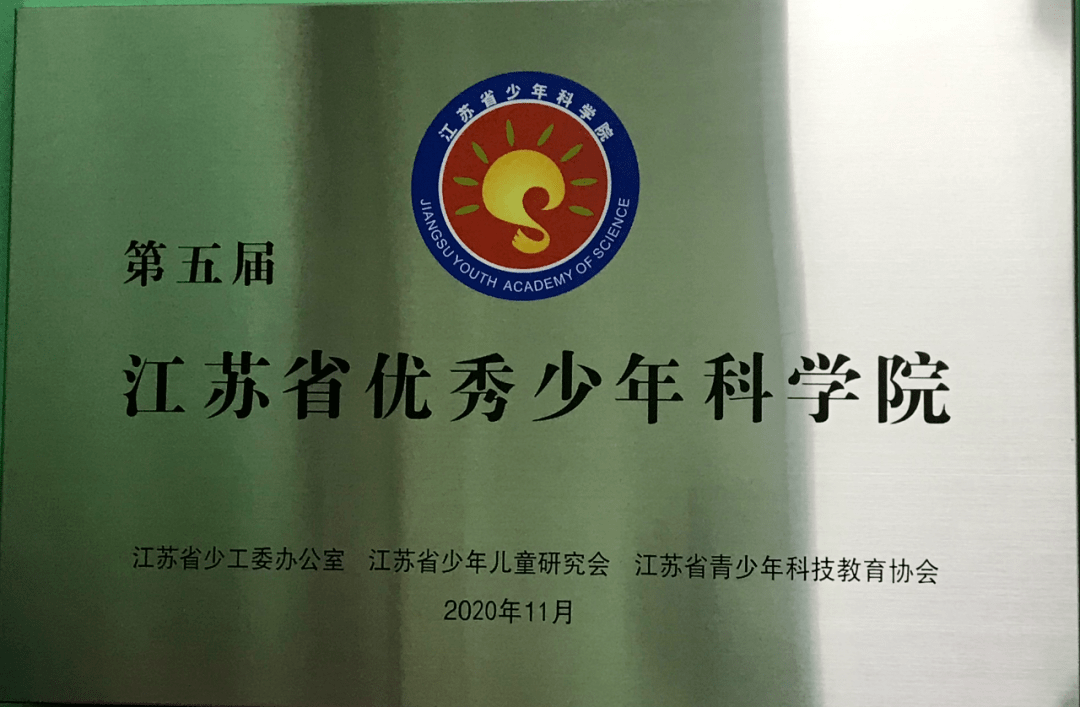 江苏省少年科学院
JIANGSU YOUTH ACADEMY OF SCIENCE
第五届
江苏省优秀少年科学院
江苏省少工委办公室 江苏省少年儿童研究会 江苏省青少年科技教育协会
2020年11月